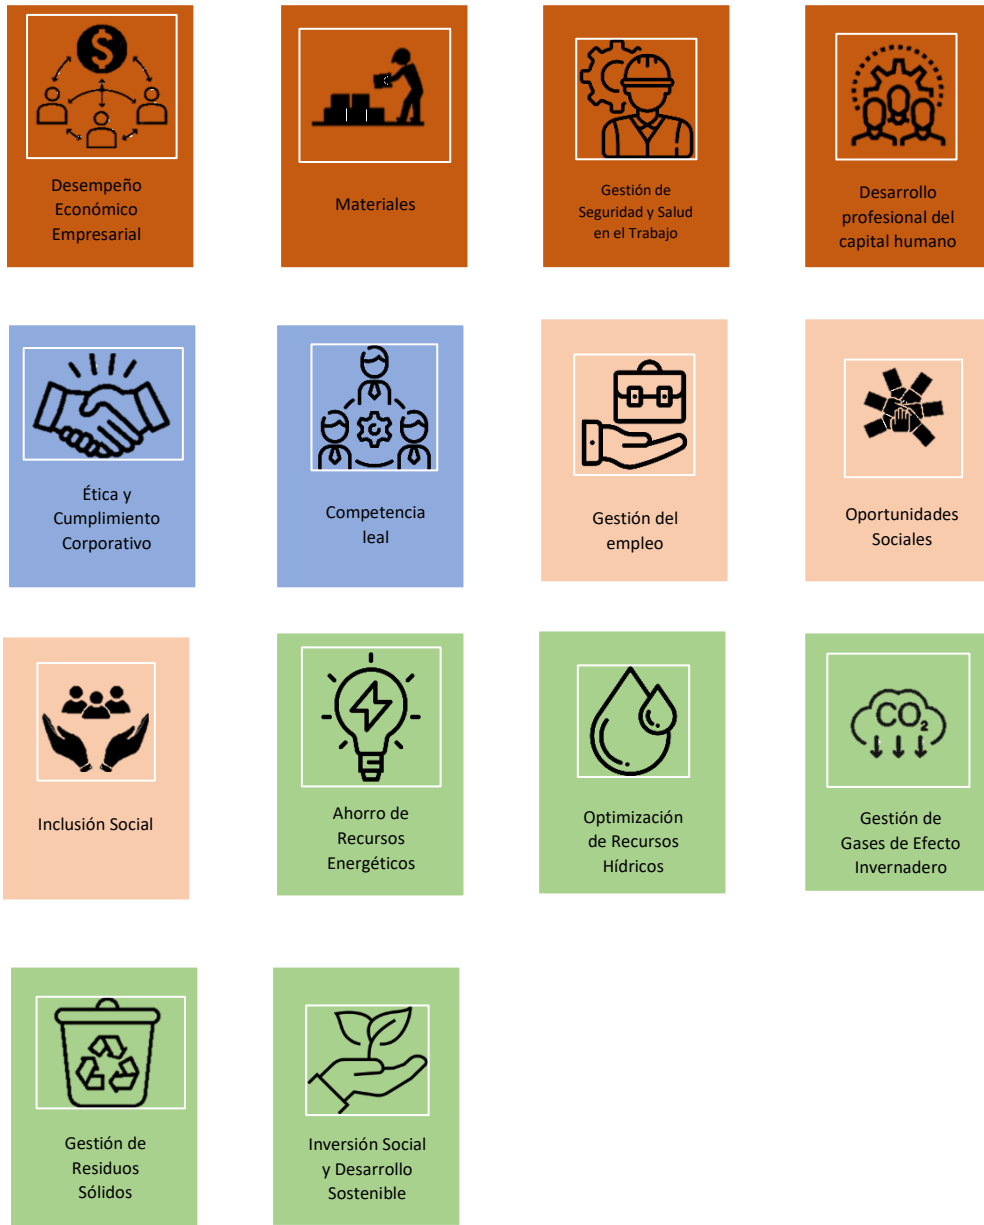 Desempeño
Económico
Empresarial
Materiales
Gestión de
Seguridad y Salud
en el Trabajo
Desarrollo
profesional del
capital humano
Ética y
Cumplimiento
Corporativo
Competencia
leal
Gestión del
empleo
Oportunidades
Sociales
Inclusión Social
Ahorro de
Recursos
Energéticos
Optimización
de Recursos
Hídricos
CO₂
Gestión de
Gases de Efecto
Invernadero
Gestión de
Residuos
Sólidos
Inversión Social
y Desarrollo
Sostenible